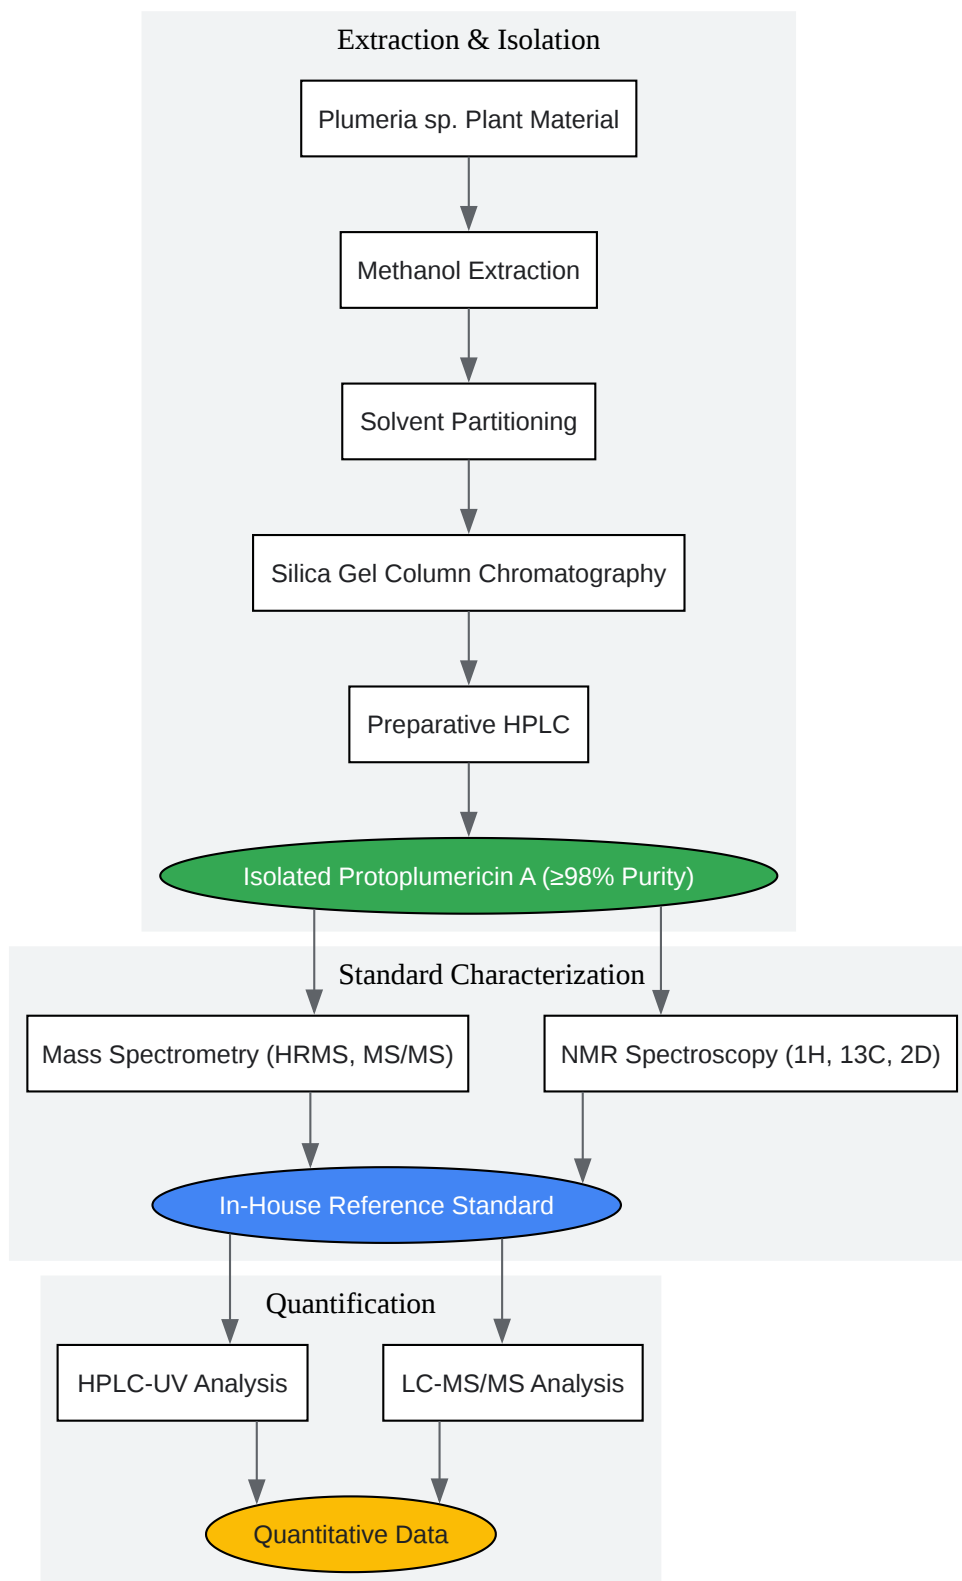 Extraction & Isolation
Plumeria sp. Plant Material
Methanol Extraction
Solvent Partitioning
Silica Gel Column Chromatography
Preparative HPLC
Isolated Protoplumericin A (≥98% Purity)
Standard Characterization
Mass Spectrometry (HRMS, MS/MS)
NMR Spectroscopy (1H, 13C, 2D)
In-House Reference Standard
Quantification
HPLC-UV Analysis
LC-MS/MS Analysis
Quantitative Data